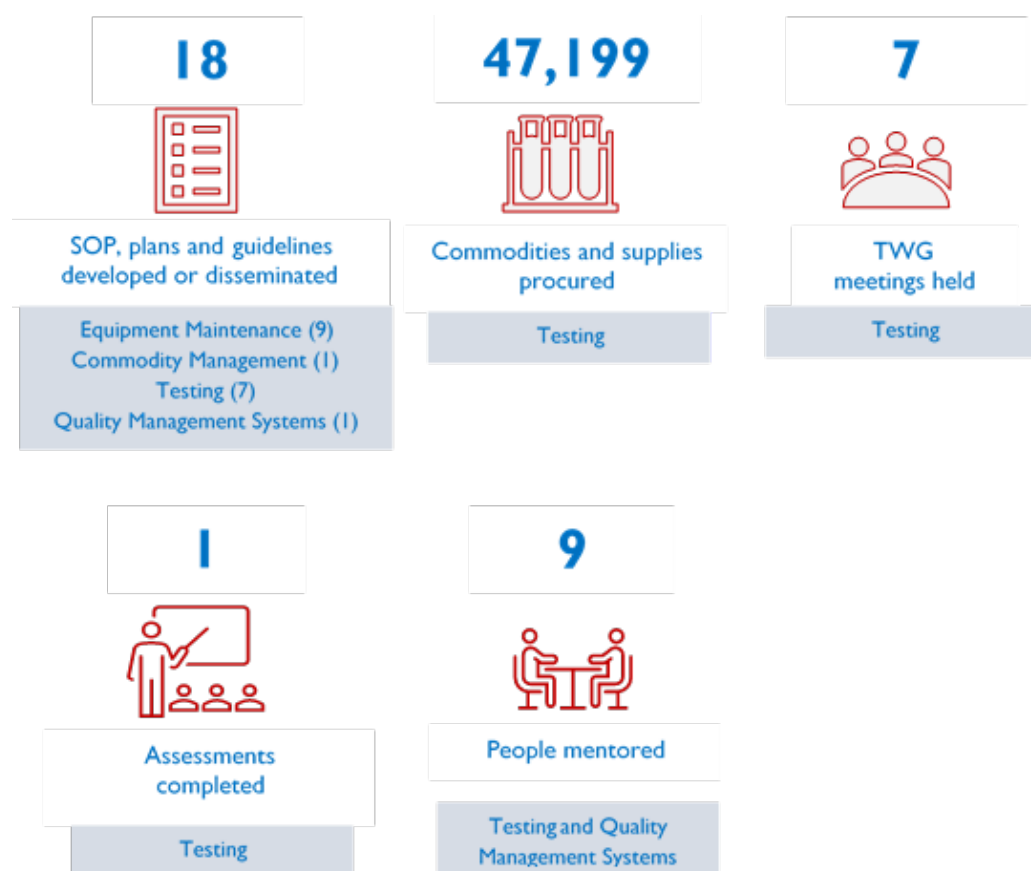 18
SOP, plans and guidelines
developed or disseminated
Equipment Maintenance (9)
Commodity Management (1)
Testing (7)
Quality Management Systems (1)
47,199
Commodities and supplies
procured
Testing
7
TWG
meetings held
Testing
1
Assessments
completed
Testing
9
People mentored
Testing and Quality
Management Systems